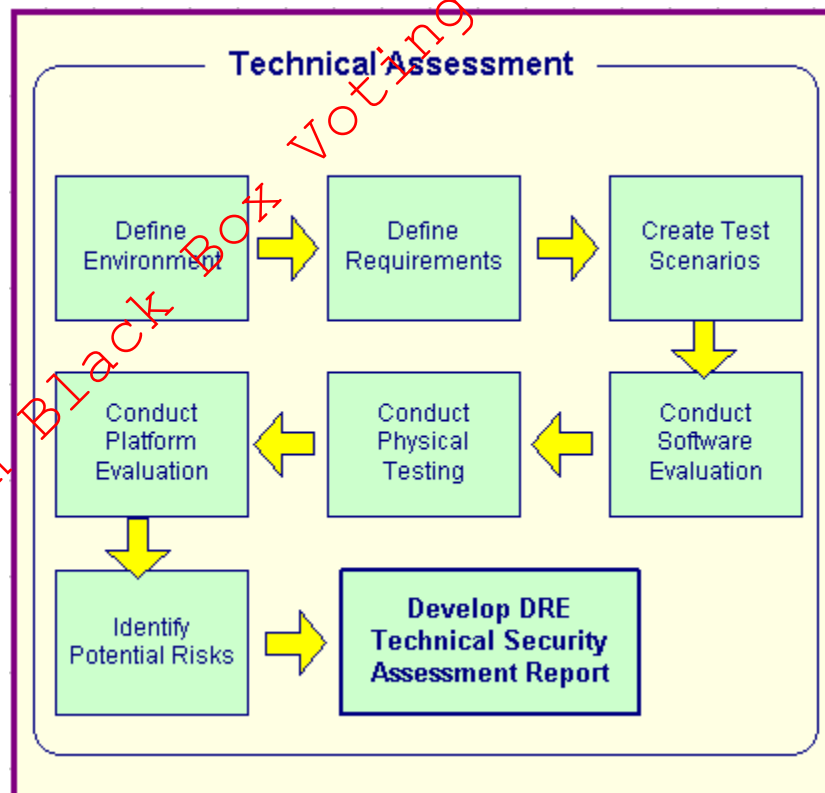 Technical Assessment
Define
Environment
Define
Requirements
Create Test
Scenarios
Conduct
Software
Evaluation
Conduct
Physical
Testing
Conduct
Platform
Evaluation
Identify
Potential Risks
Develop DRE
Technical Security
Assessment Report
Black Box Voting